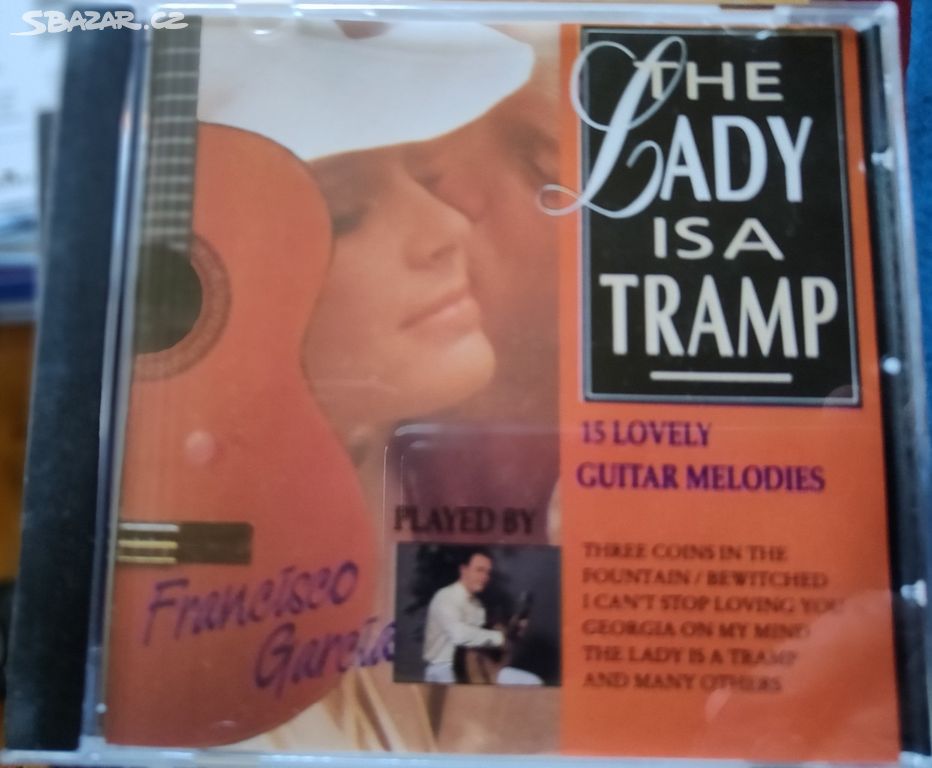 SBAZAR.CZ
THE
LADY
IS A
TRAMP
15 LOVELY
GUITAR MELODIES
PLAYED BY
Francisco
Garcia
THREE COINS IN THE
FOUNTAIN / BEWITCHED
I CAN'T STOP LOVING YOU
GEORGIA ON MY MIND
THE LADY IS A TRAMP
AND MANY OTHERS